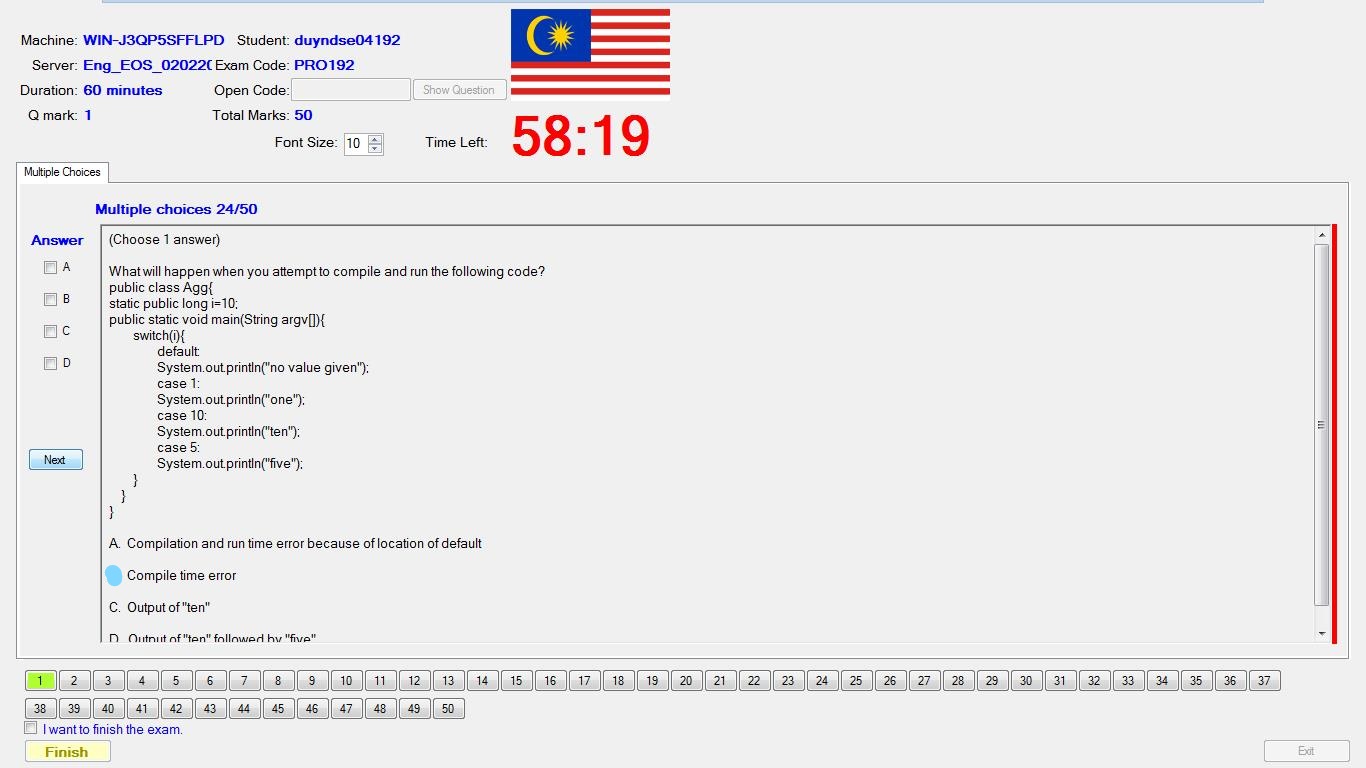 Machine: WIN-J3QP5SFFLPD Student: duyndse04192
Server: Eng_EOS_020220 Exam Code: PRO192
Duration: 60 minutes Open Code: Show Question
Q mark: 1 Total Marks: 50
Font Size: 10 Time Left: 58:19
Multiple Choices
Multiple choices 24/50
Answer
A
B
C
D
Next
(Choose 1 answer)
What will happen when you attempt to compile and run the following code?
public class Agg{
static public long i=10;
public static void main(String argv[]){
switch(i){
default:
System.out.println("no value given");
case 1:
System.out.println("one");
case 10:
System.out.println("ten");
case 5:
System.out.println("five");
}
}
}
A. Compilation and run time error because of location of default
Compile time error
C. Output of "ten"
D. Output of "ten" followed by "five"
1 2 3 4 5 6 7 8 9 10 11 12 13 14 15 16 17 18 19 20 21 22 23 24 25 26 27 28 29 30 31 32 33 34 35 36 37
38 39 40 41 42 43 44 45 46 47 48 49 50
I want to finish the exam.
Finish Exit